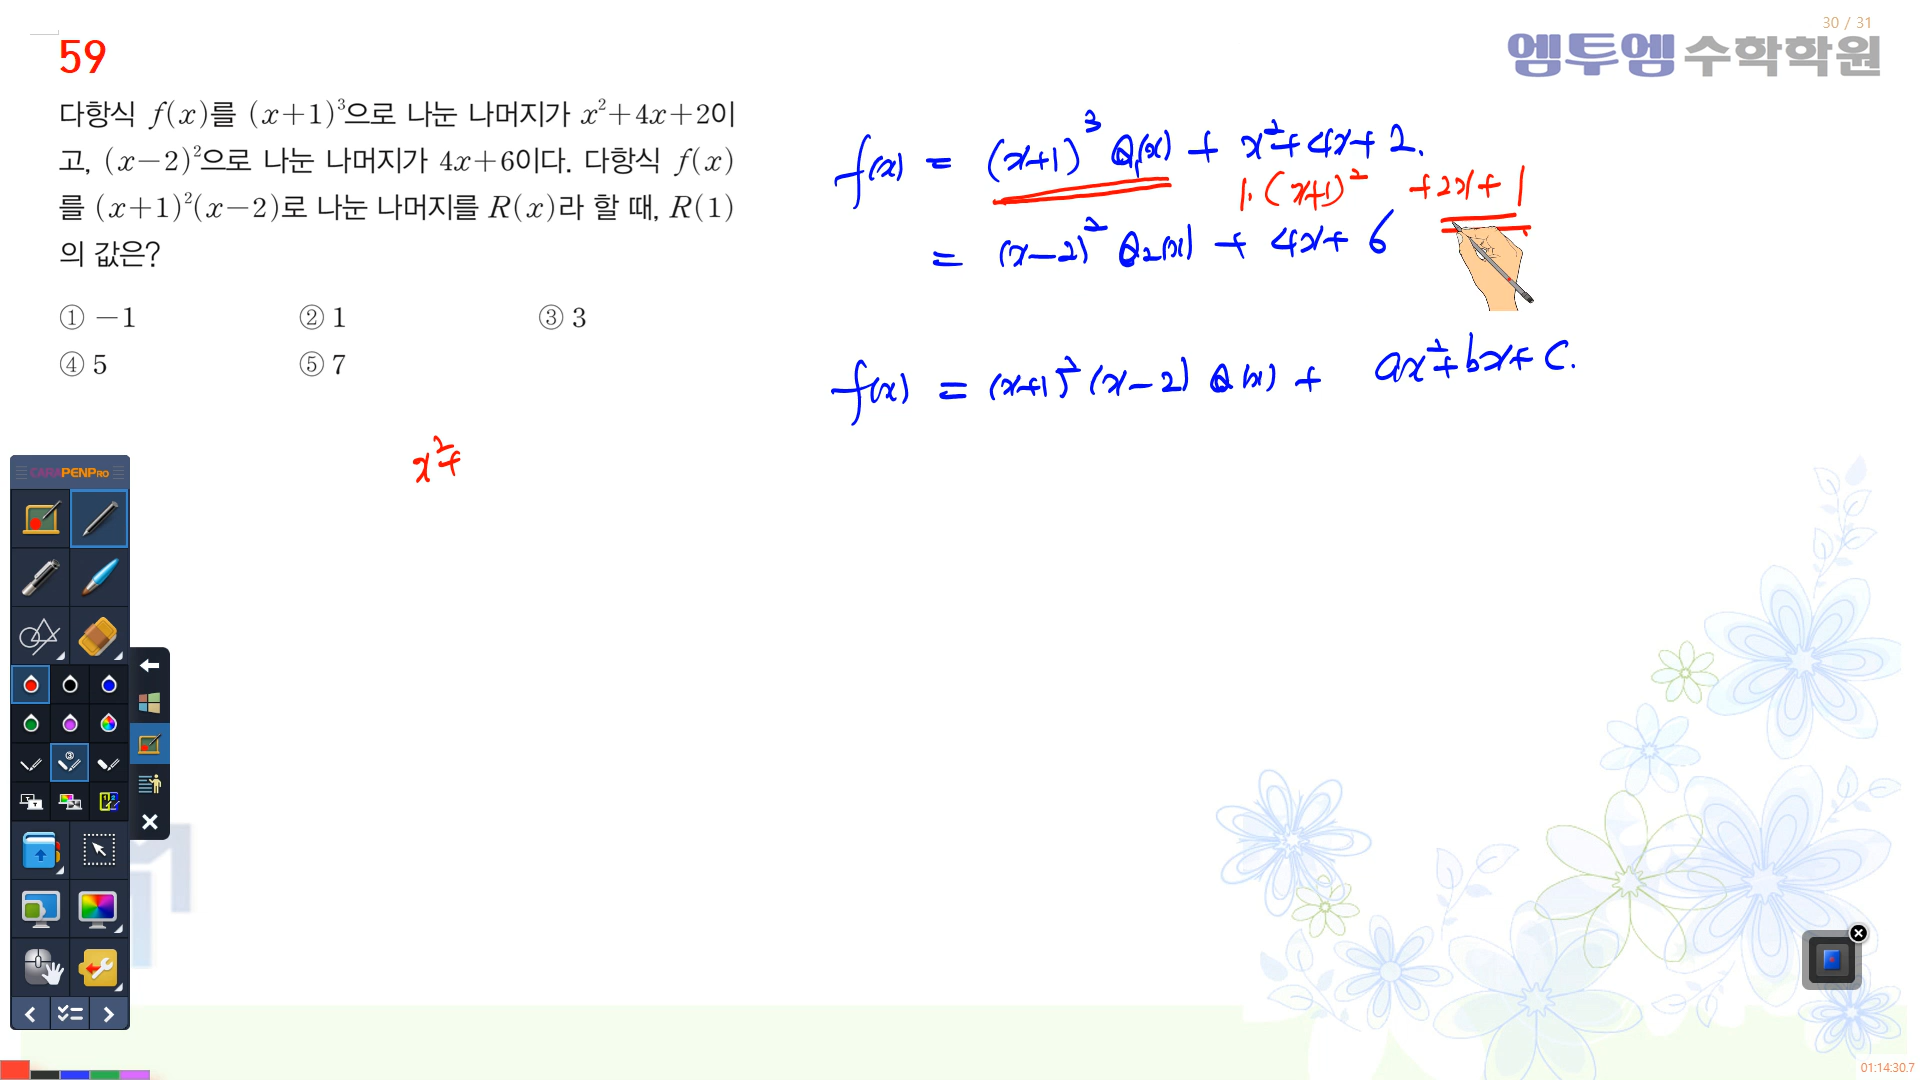 30 / 31
엠투엠수학학원
59
다항식 f(x)를 (x+1)³으로 나눈 나머지가 x²+4x+2이
고, (x−2)²으로 나눈 나머지가 4x+6이다. 다항식 f(x)
를 (x+1)²(x−2)로 나눈 나머지를 R(x)라 할 때, R(1)
의 값은?
① −1 ② 1 ③ 3
④ 5 ⑤ 7
f(x) = (x+1)³ Q₁(x) + x²+4x+2.
1·(x+1)² +2x+1
= (x−2)² Q₂(x) + 4x+6
f(x) = (x+1)² (x−2) Q(x) + ax²+bx+c.
x²+
CARAPENPRO
01:14:30.7